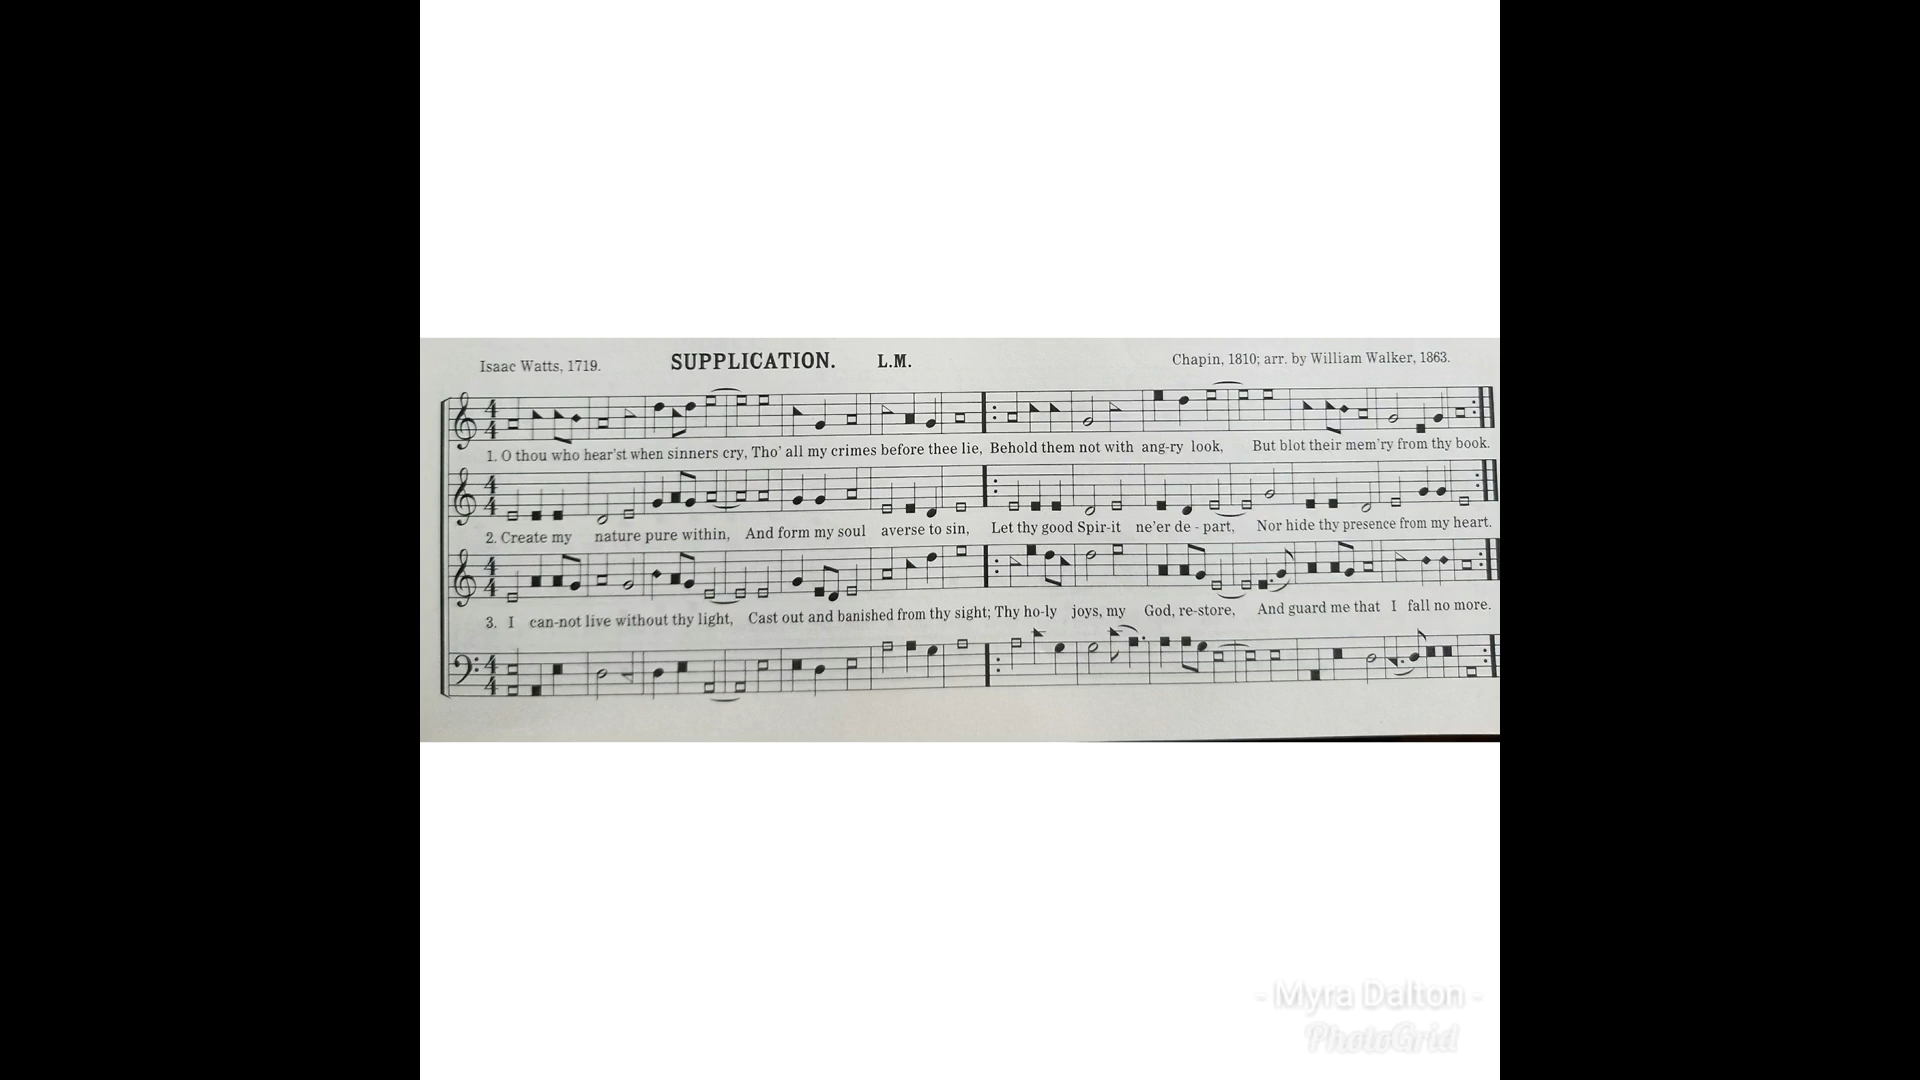 Isaac Watts, 1719. SUPPLICATION. L.M. Chapin, 1810; arr. by William Walker, 1863.
1. O thou who hear'st when sinners cry, Tho' all my crimes before thee lie, Behold them not with ang-ry look, But blot their mem'ry from thy book.
2. Create my nature pure within, And form my soul averse to sin, Let thy good Spir-it ne'er de - part, Nor hide thy presence from my heart.
3. I can-not live without thy light, Cast out and banished from thy sight; Thy ho-ly joys, my God, re-store, And guard me that I fall no more.
- Myra Dalton -
PhotoGrid